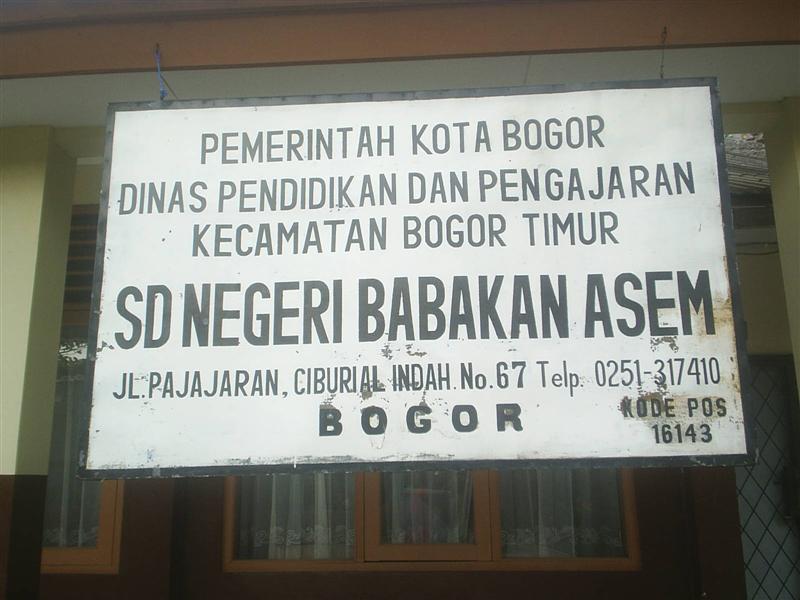 PEMERINTAH KOTA BOGOR
DINAS PENDIDIKAN DAN PENGAJARAN
KECAMATAN BOGOR TIMUR
SD NEGERI BABAKAN ASEM
JL. PAJAJARAN, CIBURIAL INDAH. No. 67 Telp. 0251-317410
BOGOR
KODE POS
16143